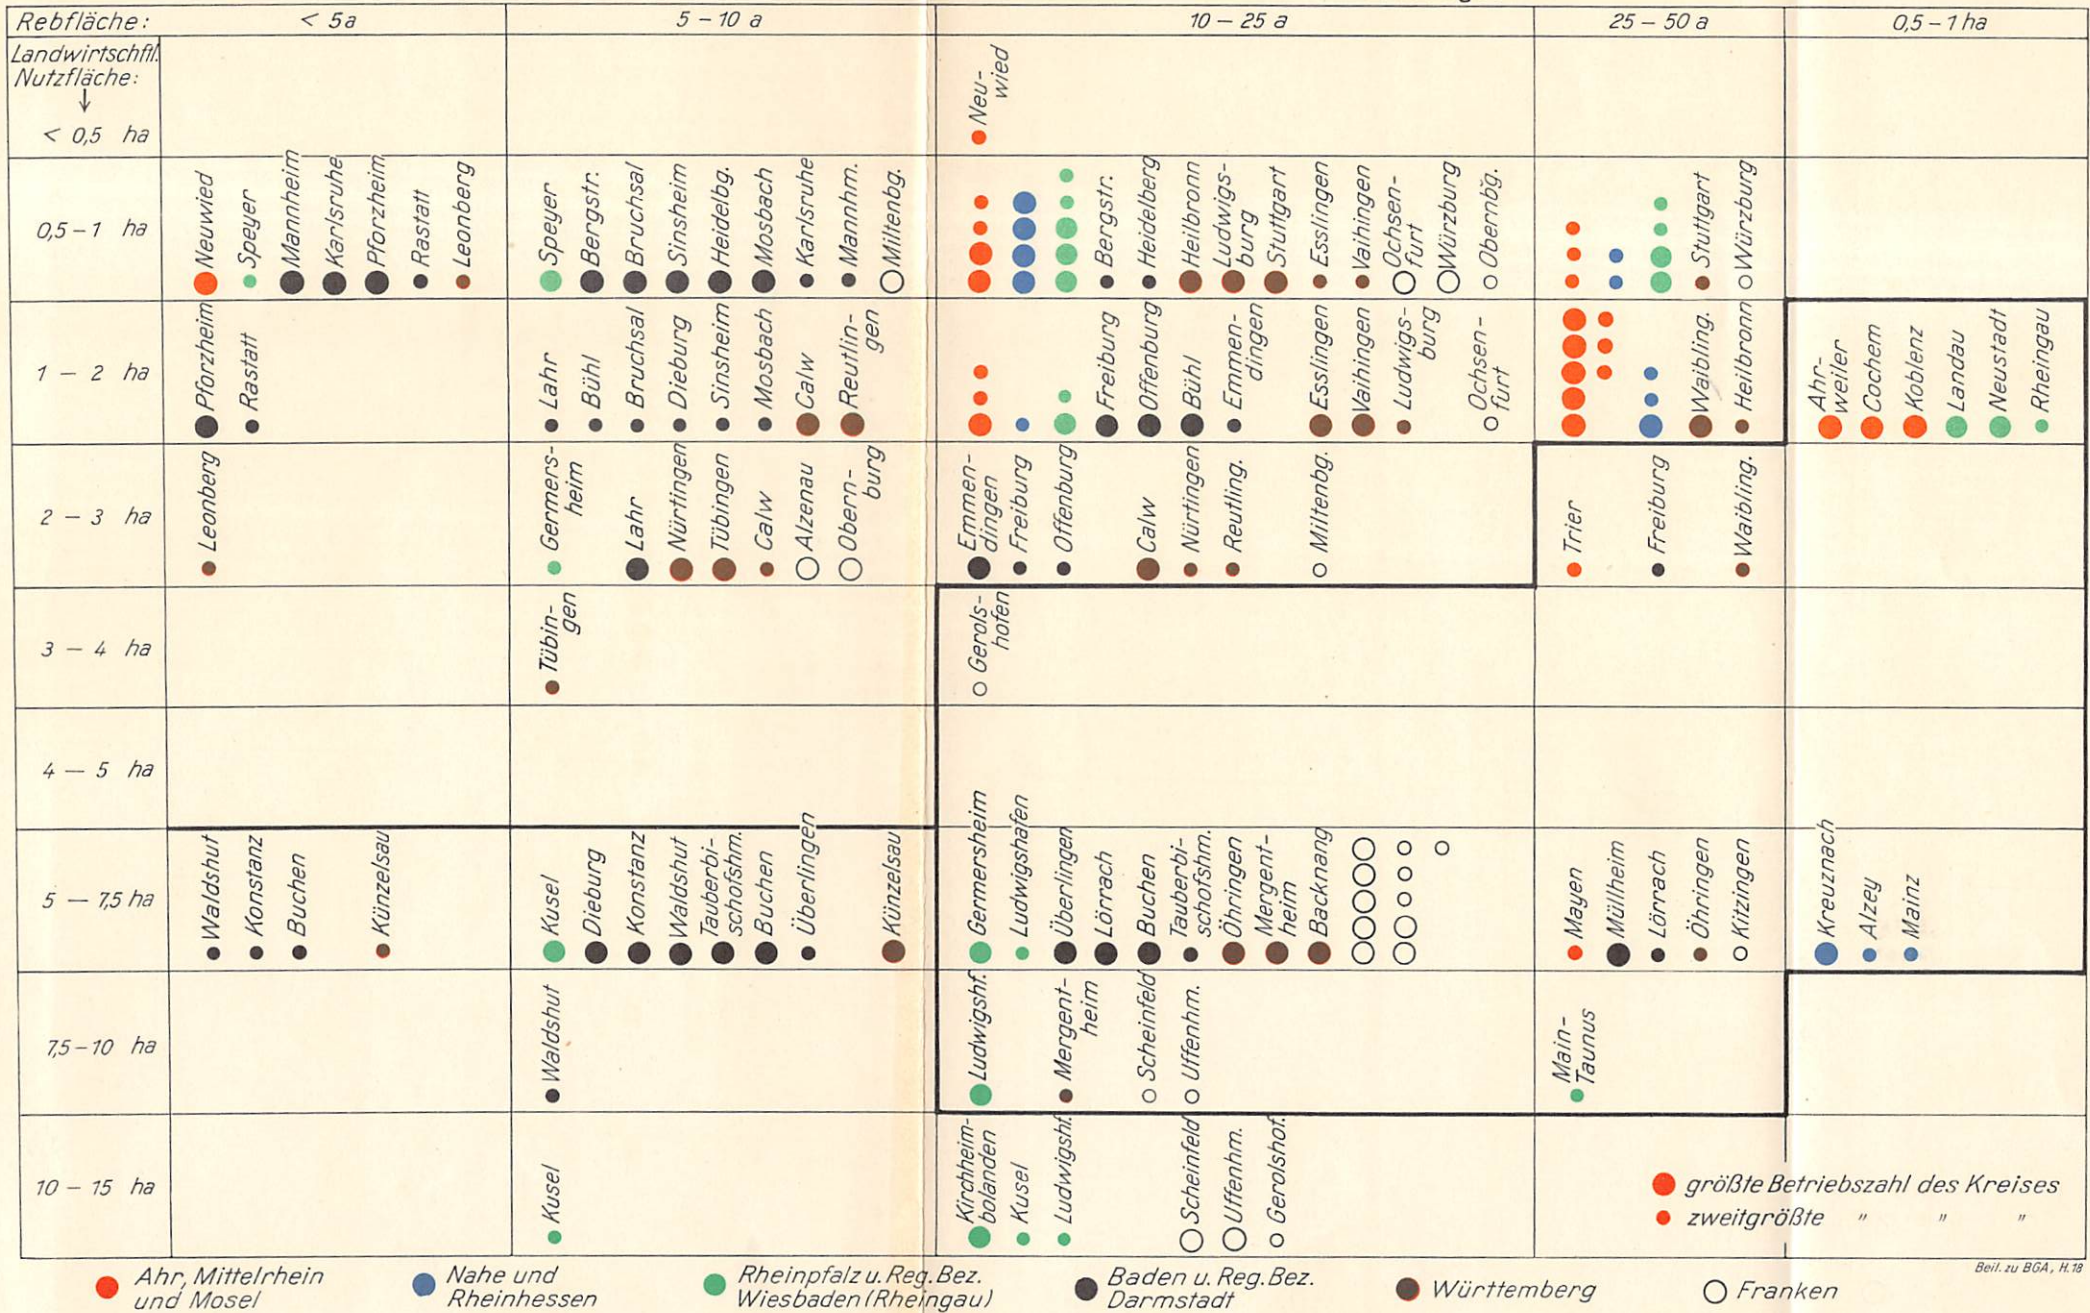 Rebfläche: < 5a 5 – 10 a 10 – 25 a 25 – 50 a 0,5 – 1 ha
Landwirtschftl.
Nutzfläche:
↓
< 0,5 ha
Neu-
wied
0,5 – 1 ha
Neuwied
Speyer
Mannheim
Karlsruhe
Pforzheim
Rastatt
Leonberg
Speyer
Bergstr.
Bruchsal
Sinsheim
Heidelbg.
Mosbach
Karlsruhe
Mannhm.
Miltenbg.
Bergstr.
Heidelberg
Heilbronn
Ludwigs-
burg
Stuttgart
Esslingen
Vaihingen
Ochsen-
furt
Würzburg
Obernbg.
Stuttgart
Würzburg
1 – 2 ha
Pforzheim
Rastatt
Lahr
Bühl
Bruchsal
Dieburg
Sinsheim
Mosbach
Calw
Reutlin-
gen
Freiburg
Offenburg
Bühl
Emmen-
dingen
Esslingen
Vaihingen
Ludwigs-
burg
Ochsen-
furt
Waibling.
Heilbronn
Ahr-
weiler
Cochem
Koblenz
Landau
Neustadt
Rheingau
2 – 3 ha
Leonberg
Germers-
heim
Lahr
Nürtingen
Tübingen
Calw
Alzenau
Obern-
burg
Emmen-
dingen
Freiburg
Offenburg
Calw
Nürtingen
Reutling.
Miltenbg.
Trier
Freiburg
Waibling.
3 – 4 ha
Tübin-
gen
Gerols-
hofen
4 – 5 ha
5 – 7,5 ha
Waldshut
Konstanz
Buchen
Künzelsau
Kusel
Dieburg
Konstanz
Waldshut
Tauberbi-
schofshm.
Buchen
Überlingen
Künzelsau
Germersheim
Ludwigshafen
Überlingen
Lörrach
Buchen
Tauberbi-
schofshm.
Öhringen
Mergent-
heim
Backnang
Mayen
Müllheim
Lörrach
Öhringen
Kitzingen
Kreuznach
Alzey
Mainz
7,5 – 10 ha
Waldshut
Ludwigshf.
Mergent-
heim
Scheinfeld
Uffenhm.
Main-
Taunus
10 – 15 ha
Kusel
Kirchheim-
bolanden
Kusel
Ludwigshf.
Scheinfeld
Uffenhm.
Gerolshof.
größte Betriebszahl des Kreises
zweitgrößte " " "
Beil. zu BGA, H.18
Ahr, Mittelrhein
und Mosel
Nahe und
Rheinhessen
Rheinpfalz u. Reg. Bez.
Wiesbaden (Rheingau)
Baden u. Reg. Bez.
Darmstadt
Württemberg
Franken